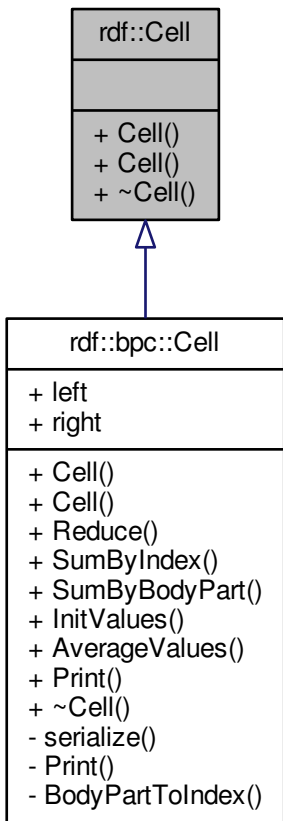 rdf::Cell
+ Cell()
+ Cell()
+ ~Cell()
rdf::bpc::Cell
+ left
+ right
+ Cell()
+ Cell()
+ Reduce()
+ SumByIndex()
+ SumByBodyPart()
+ InitValues()
+ AverageValues()
+ Print()
+ ~Cell()
- serialize()
- Print()
- BodyPartToIndex()